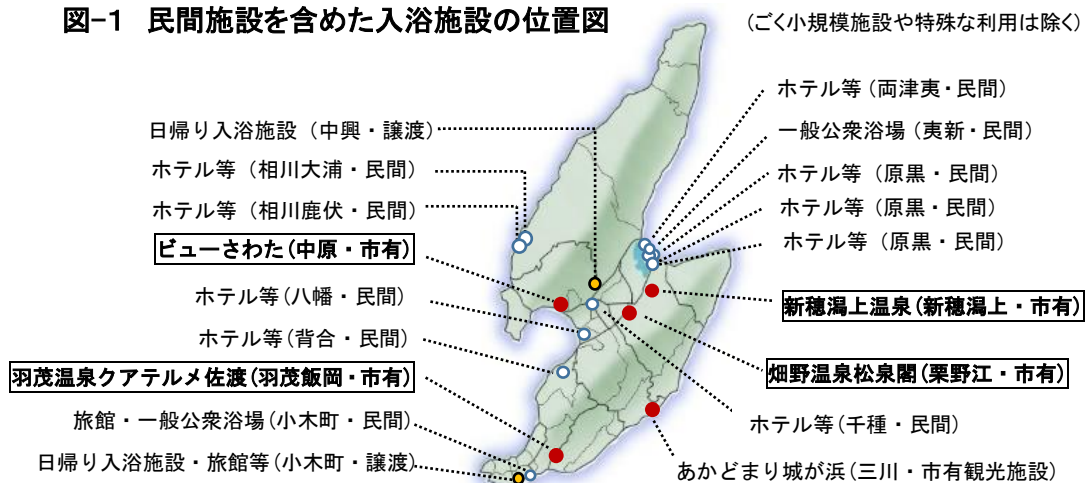 図-1 民間施設を含めた入浴施設の位置図
(ごく小規模施設や特殊な利用は除く)
日帰り入浴施設（中興・譲渡）
ホテル等（相川大浦・民間）
ホテル等（相川鹿伏・民間）
ビューさわた(中原・市有)
ホテル等(八幡・民間)
ホテル等(背合・民間)
羽茂温泉クアテルメ佐渡(羽茂飯岡・市有)
旅館・一般公衆浴場(小木町・民間)
日帰り入浴施設・旅館等(小木町・譲渡)
ホテル等(両津夷・民間)
一般公衆浴場（夷新・民間）
ホテル等（原黒・民間）
ホテル等（原黒・民間）
ホテル等（原黒・民間）
新穂潟上温泉(新穂潟上・市有)
畑野温泉松泉閣(栗野江・市有)
ホテル等(千種・民間)
あかどまり城が浜(三川・市有観光施設)